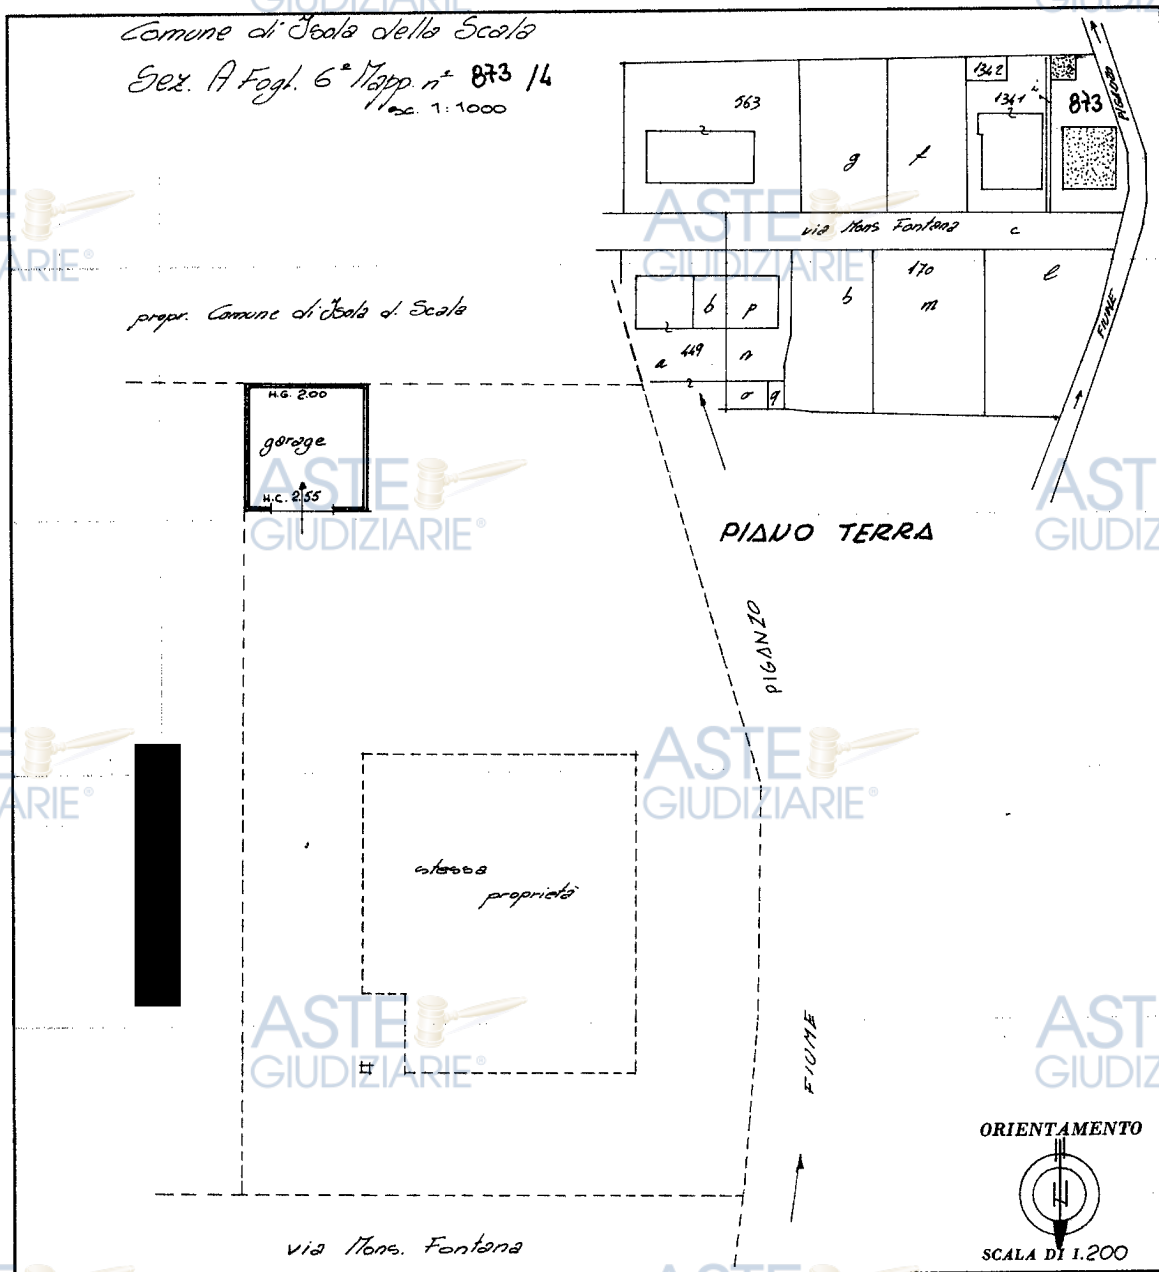 Comune di Isola della Scala
Sez. A Fogl. 6° Mapp. n° 873 /4
sc. 1:1000
563
g
f
1342
1341
i
873
PIGANZO
via Mons Fontana c
FIUME
a
449
b
p
n
o
q
b
170
m
e
propr. Comune di Isola d. Scala
H.G. 2.00
garage
H.C. 2.55
PIANO TERRA
PIGANZO
stessa
proprietà
FIUME
via Mons. Fontana
ORIENTAMENTO
N
SCALA DI 1.200
ASTE
GIUDIZIARIE®